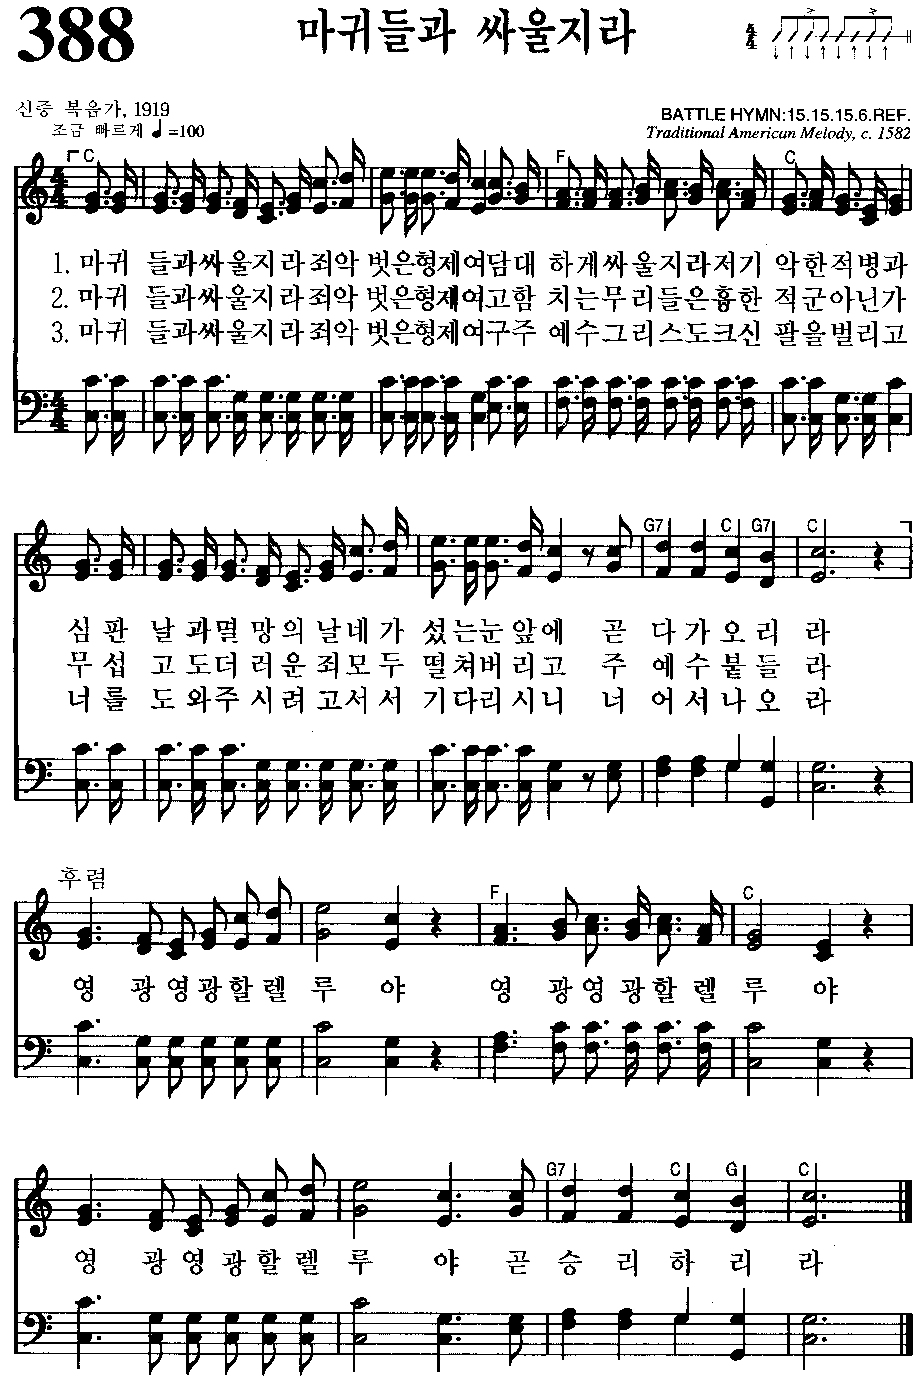 388
마귀들과 싸울지라
신증 복음가, 1919
조금 빠르게 ♩=100
BATTLE HYMN:15.15.15.6.REF.
Traditional American Melody, c. 1582
C F C
1. 마귀 들과싸울지라죄악 벗은형제여담대 하게싸울지라저기 악한적병과
2. 마귀 들과싸울지라죄악 벗은형제여고함 치는무리들은흉한 적군아닌가
3. 마귀 들과싸울지라죄악 벗은형제여구주 예수그리스도크신 팔을벌리고
G7 C G7 C
심 판 날 과멸 망의 날네 가 섰는눈앞에 곧 다 가 오 리 라
무 섭 고 도더 러운 죄모 두 떨쳐버리고 주 예 수 붙 들 라
너 를 도 와주 시려 고서 서 기다리시니 너 어 서 나 오 라
후렴
F C
영 광 영 광 할 렐 루 야 영 광 영 광 할 렐 루 야
G7 C G C
영 광 영 광 할 렐 루 야 곧 승 리 하 리 라